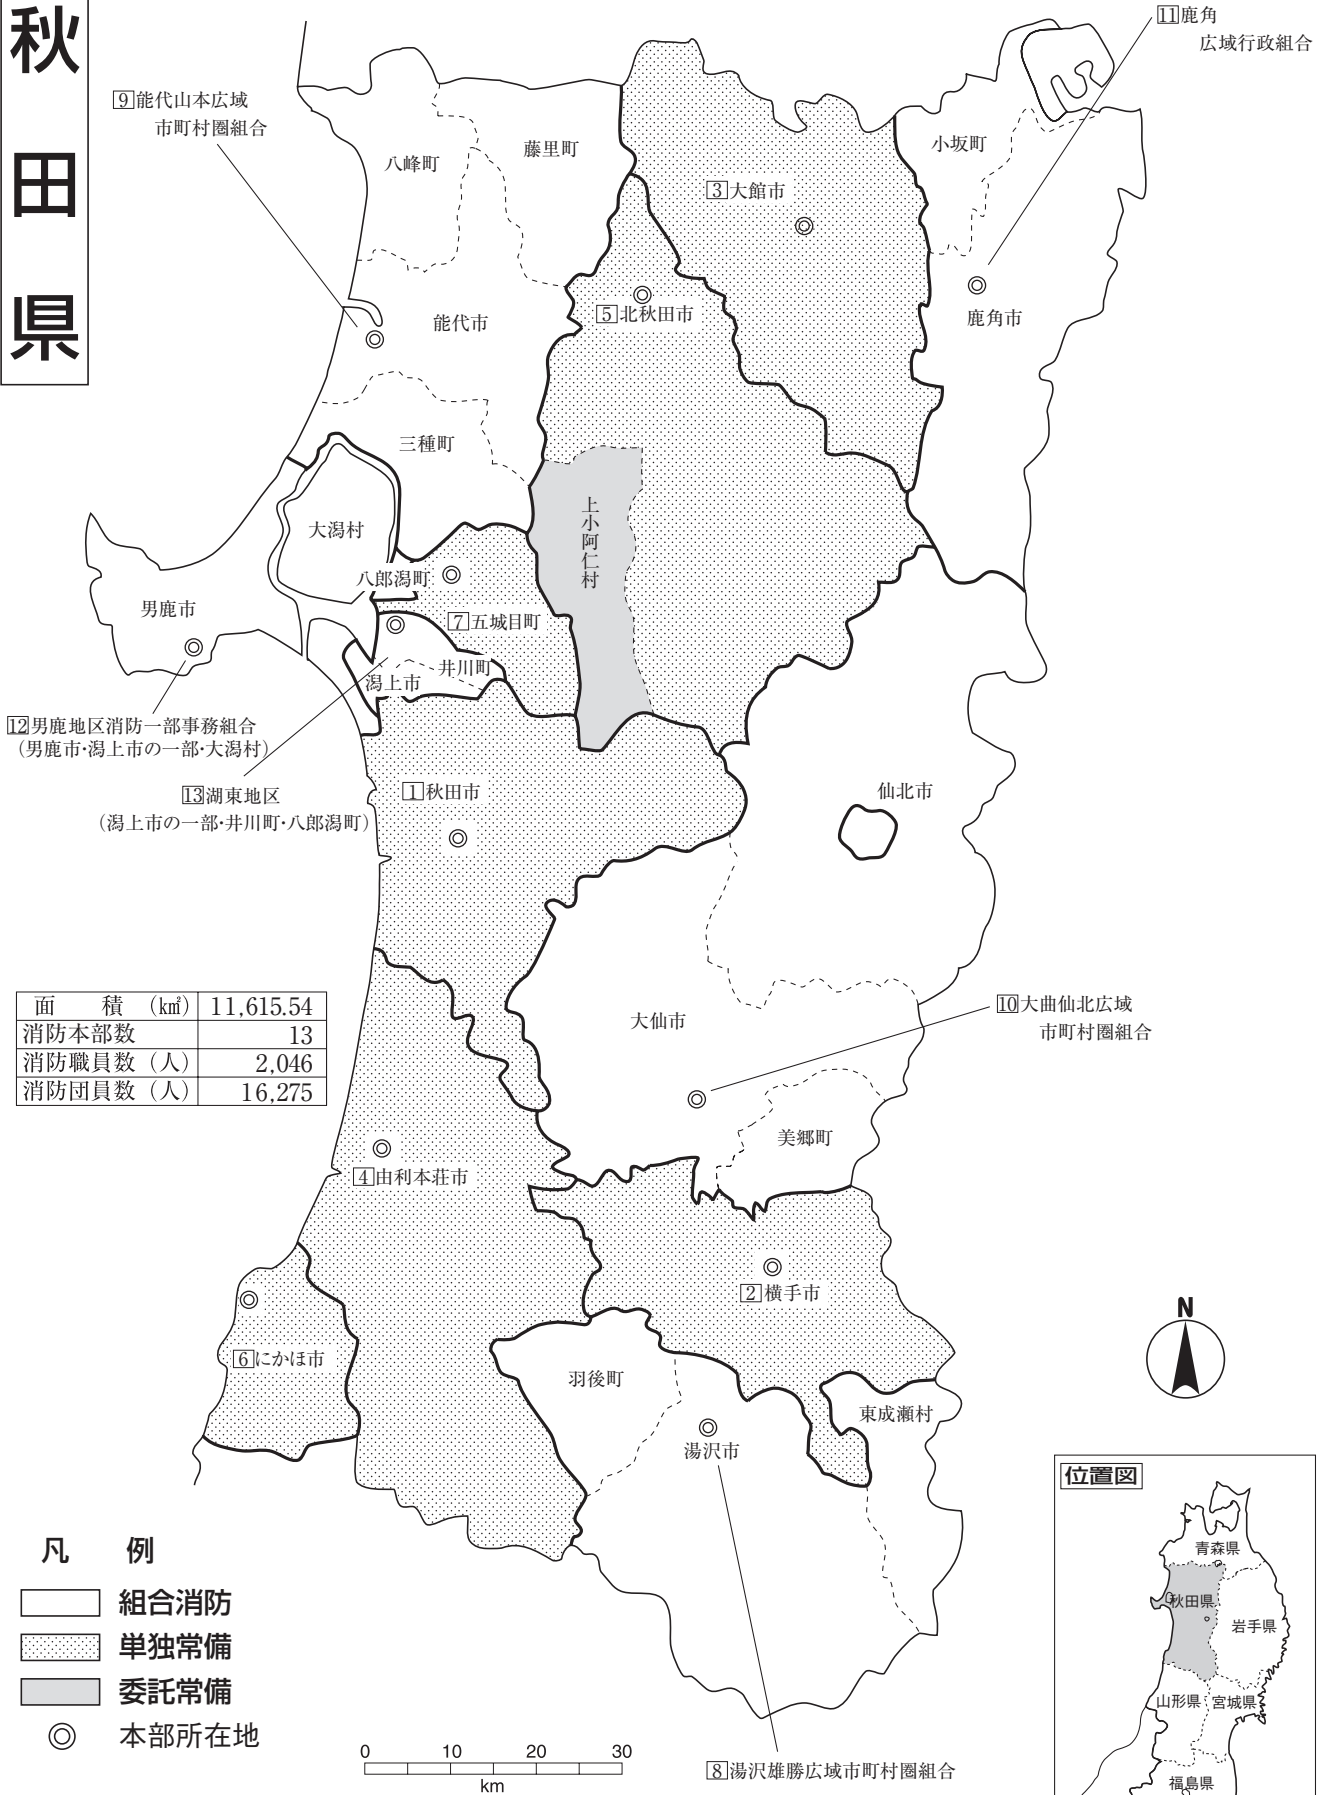 秋田県
11鹿角
広域行政組合
9能代山本広域
市町村圏組合
八峰町
藤里町
小坂町
3大館市
5北秋田市
鹿角市
能代市
三種町
上小阿仁村
大潟村
八郎潟町
男鹿市
7五城目町
井川町
潟上市
12男鹿地区消防一部事務組合
(男鹿市・潟上市の一部・大潟村)
13湖東地区
(潟上市の一部・井川町・八郎潟町)
1秋田市
仙北市
面 積 (㎢) 11,615.54
消防本部数 13
消防職員数(人) 2,046
消防団員数(人) 16,275
大仙市
10大曲仙北広域
市町村圏組合
美郷町
4由利本荘市
2横手市
N
6にかほ市
羽後町
東成瀬村
湯沢市
位置図
青森県
秋田県
岩手県
山形県
宮城県
福島県
凡 例
組合消防
単独常備
委託常備
本部所在地
0 10 20 30
km
8湯沢雄勝広域市町村圏組合